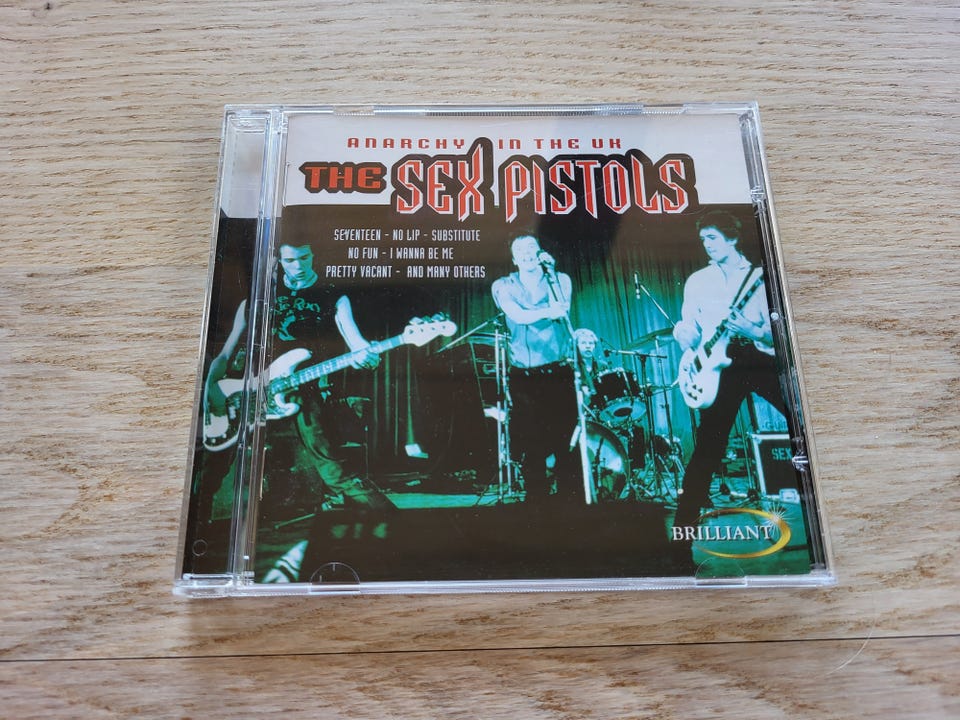 ANARCHY IN THE UK
THE SEX PISTOLS
SEVENTEEN - NO LIP - SUBSTITUTE
NO FUN - I WANNA BE ME
PRETTY VACANT - AND MANY OTHERS
SEX
BRILLIANT